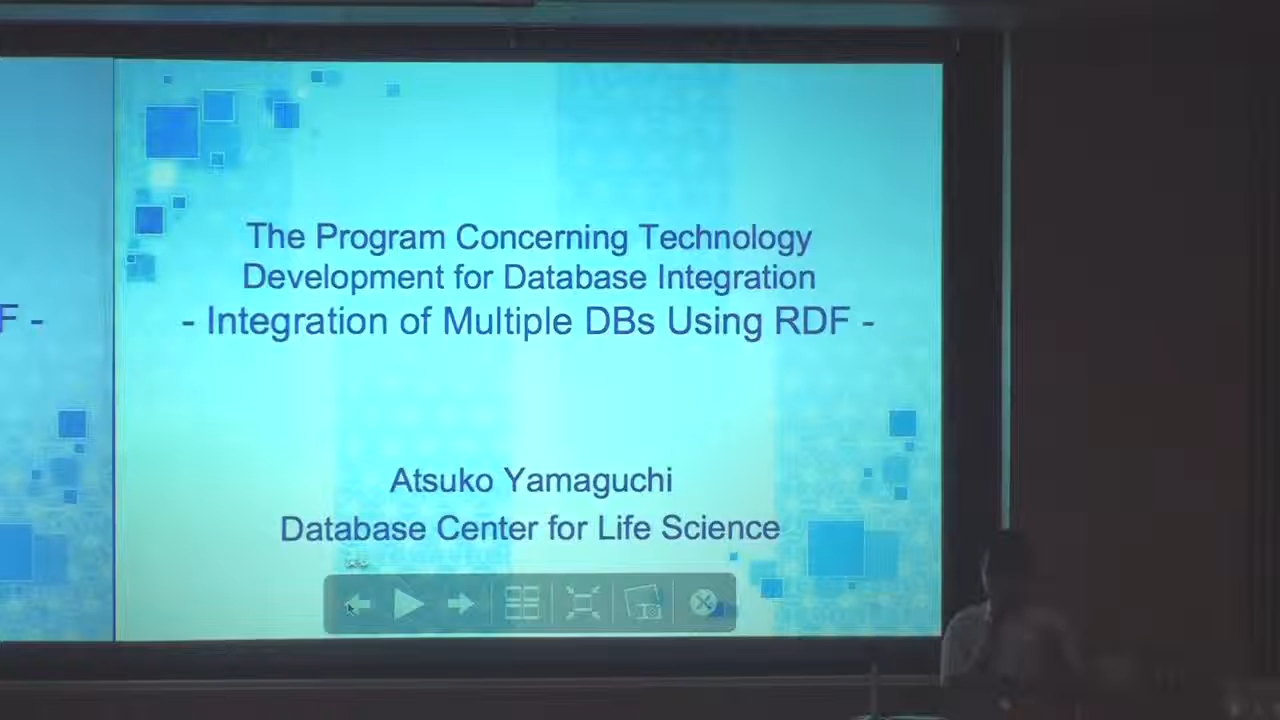 The Program Concerning Technology
Development for Database Integration
- Integration of Multiple DBs Using RDF -
F -
Atsuko Yamaguchi
Database Center for Life Science